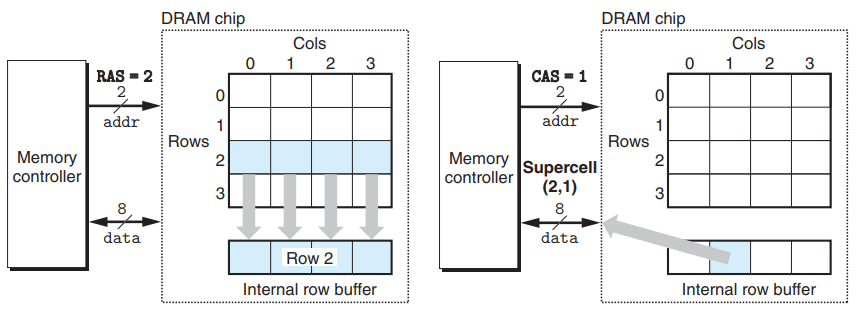 DRAM chip
Cols
0 1 2 3
RAS = 2
2
addr
Rows
0
1
2
3
Memory
controller
8
data
Row 2
Internal row buffer
DRAM chip
Cols
0 1 2 3
CAS = 1
2
addr
Rows
0
1
2
3
Memory
controller
Supercell
(2,1)
8
data
Internal row buffer